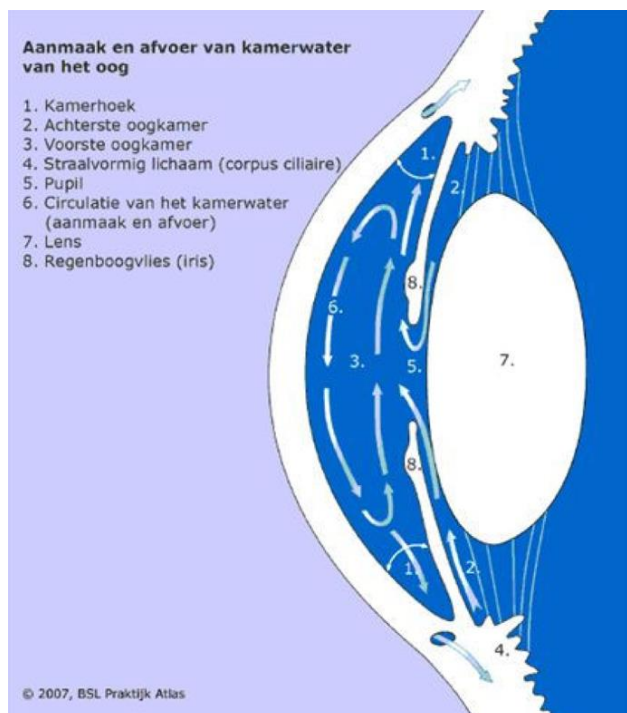 Aanmaak en afvoer van kamerwater
van het oog
1. Kamerhoek
2. Achterste oogkamer
3. Voorste oogkamer
4. Straalvormig lichaam (corpus ciliaire)
5. Pupil
6. Circulatie van het kamerwater
(aanmaak en afvoer)
7. Lens
8. Regenboogvlies (iris)
1.
2.
8.
6.
3.
5.
7.
8.
1.
2.
4.
© 2007, BSL Praktijk Atlas